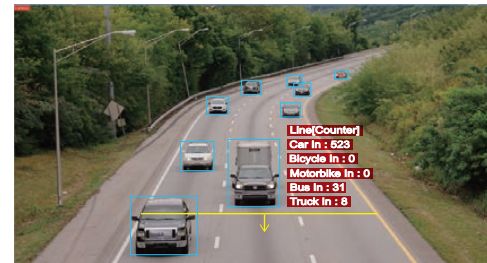 Line[Counter]
Car In : 523
Bicycle In : 0
Motorbike In : 0
Bus In : 31
Truck In : 8